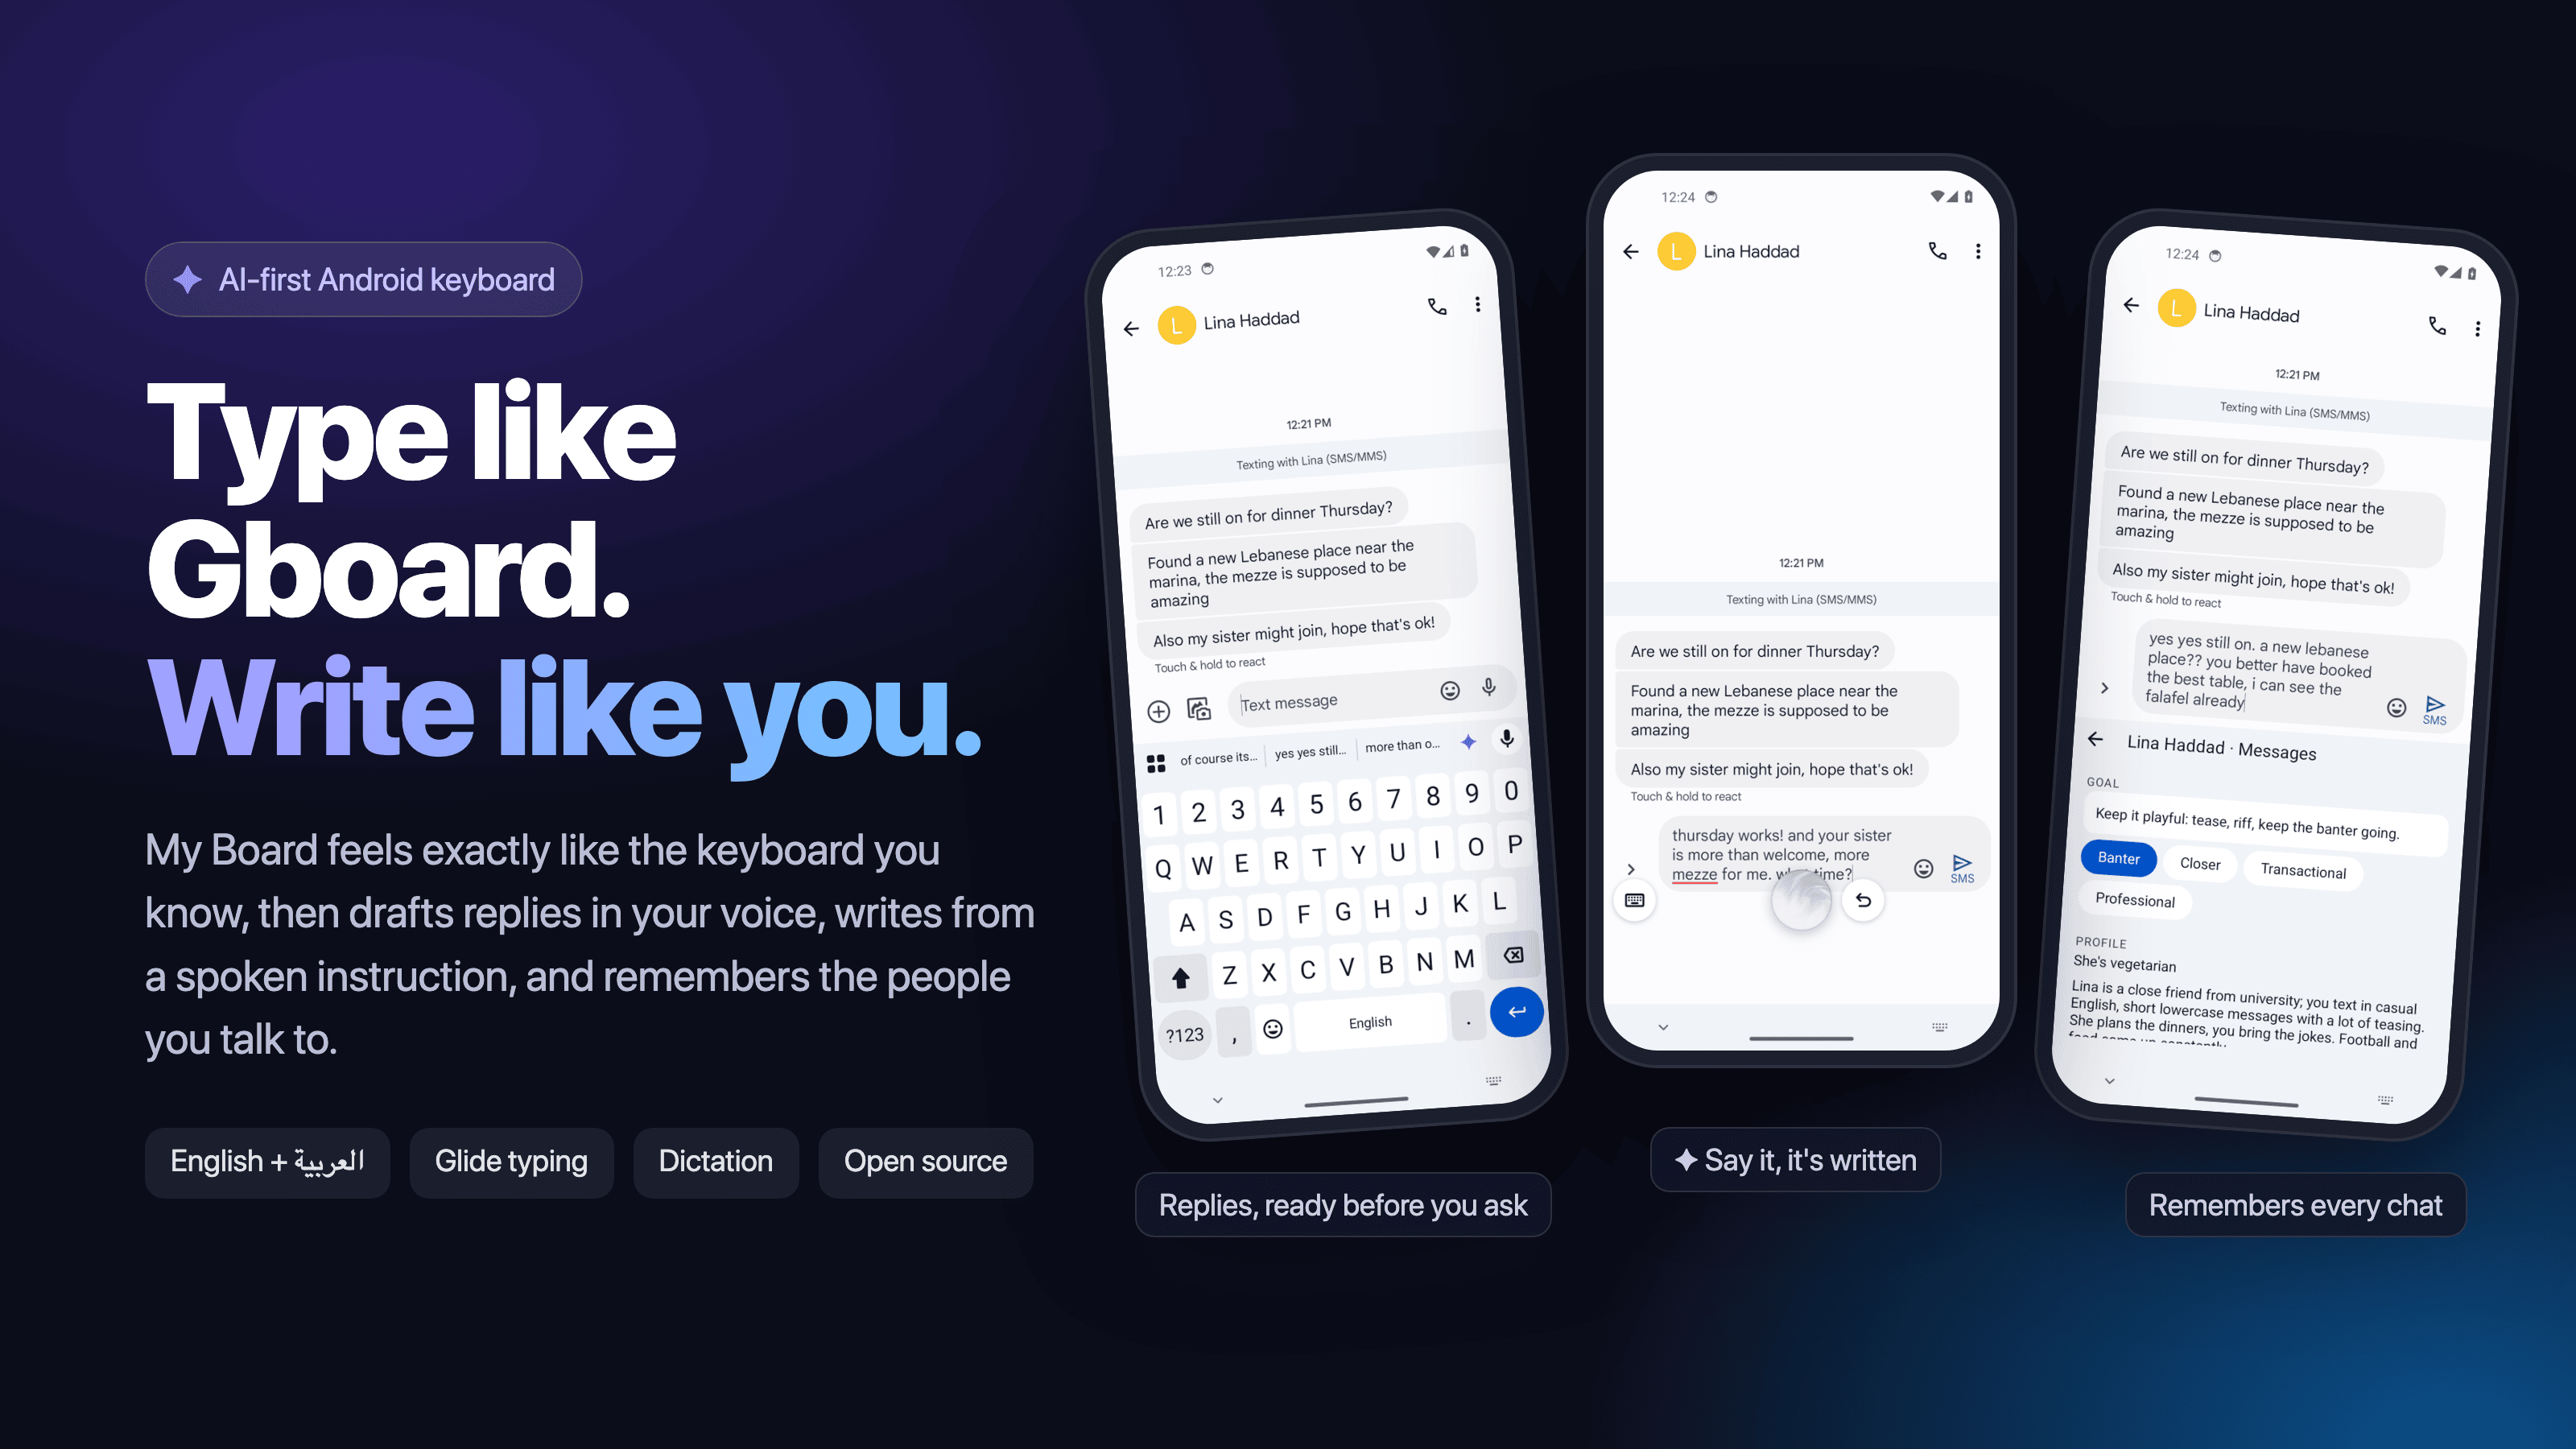 AI-first Android keyboard
Type like
Gboard.
Write like you.
My Board feels exactly like the keyboard you
know, then drafts replies in your voice, writes from
a spoken instruction, and remembers the people
you talk to.
English + العربية
Glide typing
Dictation
Open source
12:23
L
Lina Haddad
12:21 PM
Texting with Lina (SMS/MMS)
Are we still on for dinner Thursday?
Found a new Lebanese place near the
marina, the mezze is supposed to be
amazing
Also my sister might join, hope that's ok!
Touch & hold to react
Text message
of course its... yes yes still... more than o...
1 2 3 4 5 6 7 8 9 0
Q W E R T Y U I O P
A S D F G H J K L
Z X C V B N M
?123 , English .
Replies, ready before you ask
12:24
L
Lina Haddad
12:21 PM
Texting with Lina (SMS/MMS)
Are we still on for dinner Thursday?
Found a new Lebanese place near the
marina, the mezze is supposed to be
amazing
Also my sister might join, hope that's ok!
Touch & hold to react
thursday works! and your sister
is more than welcome, more
mezze for me. time?
SMS
Say it, it's written
12:24
L
Lina Haddad
12:21 PM
Texting with Lina (SMS/MMS)
Are we still on for dinner Thursday?
Found a new Lebanese place near the
marina, the mezze is supposed to be
amazing
Also my sister might join, hope that's ok!
Touch & hold to react
yes yes still on. a new lebanese
place?? you better have booked
the best table, i can see the
falafel already
SMS
Lina Haddad · Messages
GOAL
Keep it playful: tease, riff, keep the banter going.
Banter
Closer
Transactional
Professional
PROFILE
She's vegetarian
Lina is a close friend from university; you text in casual
English, short lowercase messages with a lot of teasing.
She plans the dinners, you bring the jokes. Football and
Remembers every chat